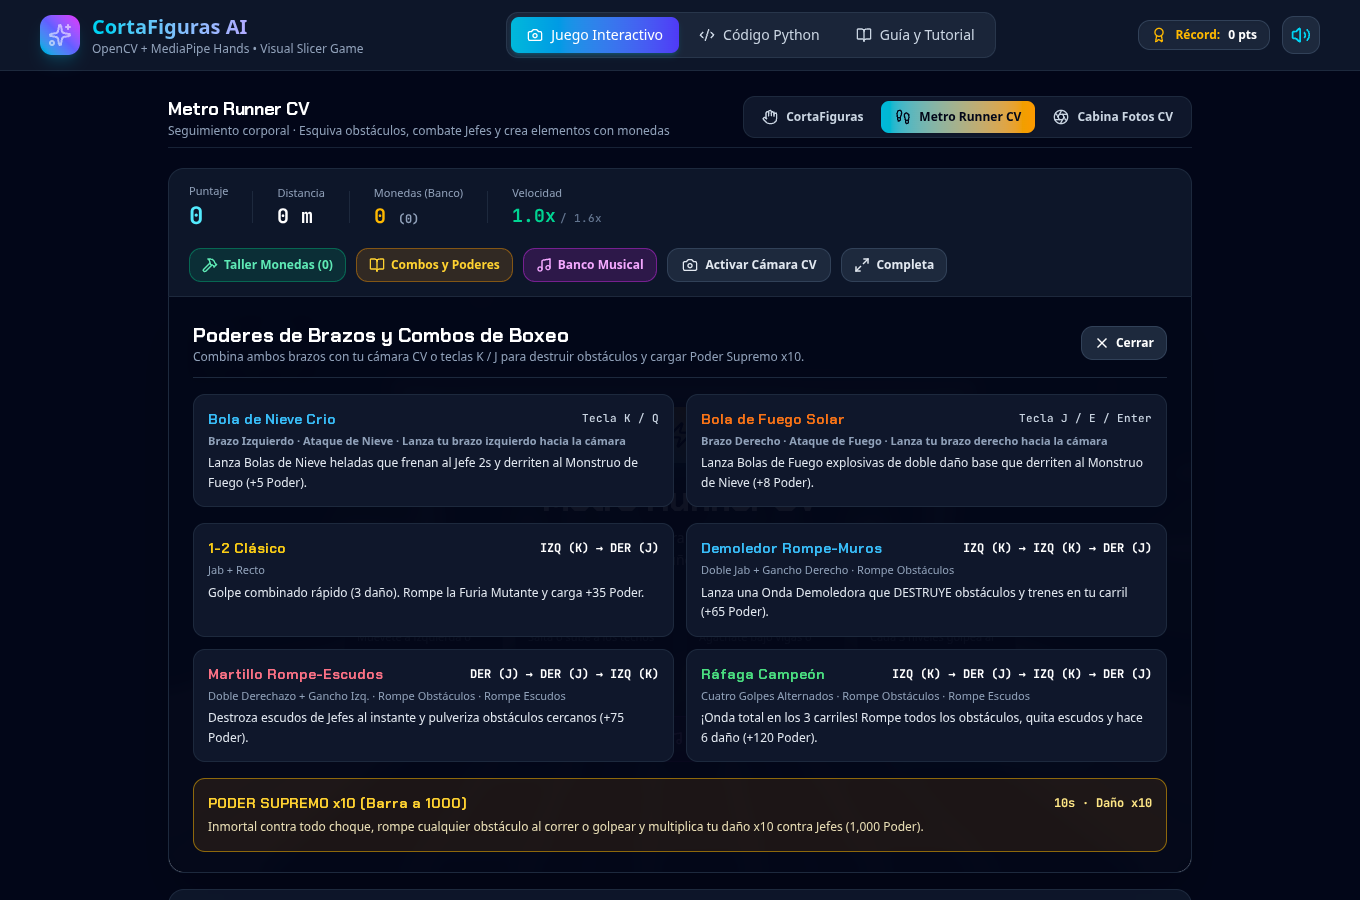 CortaFiguras AI
OpenCV + MediaPipe Hands • Visual Slicer Game
Juego Interactivo
Código Python
Guía y Tutorial
Récord: 0 pts
Metro Runner CV
Seguimiento corporal · Esquiva obstáculos, combate Jefes y crea elementos con monedas
CortaFiguras
Metro Runner CV
Cabina Fotos CV
Puntaje
0
Distancia
0 m
Monedas (Banco)
0 (0)
Velocidad
1.0x / 1.6x
Taller Monedas (0)
Combos y Poderes
Banco Musical
Activar Cámara CV
Completa
Poderes de Brazos y Combos de Boxeo
Combina ambos brazos con tu cámara CV o teclas K / J para destruir obstáculos y cargar Poder Supremo x10.
Cerrar
Bola de Nieve Crio
Tecla K / Q
Brazo Izquierdo · Ataque de Nieve · Lanza tu brazo izquierdo hacia la cámara
Lanza Bolas de Nieve heladas que frenan al Jefe 2s y derriten al Monstruo de
Fuego (+5 Poder).
Bola de Fuego Solar
Tecla J / E / Enter
Brazo Derecho · Ataque de Fuego · Lanza tu brazo derecho hacia la cámara
Lanza Bolas de Fuego explosivas de doble daño base que derriten al Monstruo
de Nieve (+8 Poder).
1-2 Clásico
IZQ (K) → DER (J)
Jab + Recto
Golpe combinado rápido (3 daño). Rompe la Furia Mutante y carga +35 Poder.
Demoledor Rompe-Muros
IZQ (K) → IZQ (K) → DER (J)
Doble Jab + Gancho Derecho · Rompe Obstáculos
Lanza una Onda Demoledora que DESTRUYE obstáculos y trenes en tu carril
(+65 Poder).
Martillo Rompe-Escudos
DER (J) → DER (J) → IZQ (K)
Doble Derechazo + Gancho Izq. · Rompe Obstáculos · Rompe Escudos
Destroza escudos de Jefes al instante y pulveriza obstáculos cercanos (+75
Poder).
Ráfaga Campeón
IZQ (K) → DER (J) → IZQ (K) → DER (J)
Cuatro Golpes Alternados · Rompe Obstáculos · Rompe Escudos
¡Onda total en los 3 carriles! Rompe todos los obstáculos, quita escudos y hace
6 daño (+120 Poder).
PODER SUPREMO x10 (Barra a 1000)
10s · Daño x10
Inmortal contra todo choque, rompe cualquier obstáculo al correr o golpear y multiplica tu daño x10 contra Jefes (1,000 Poder).